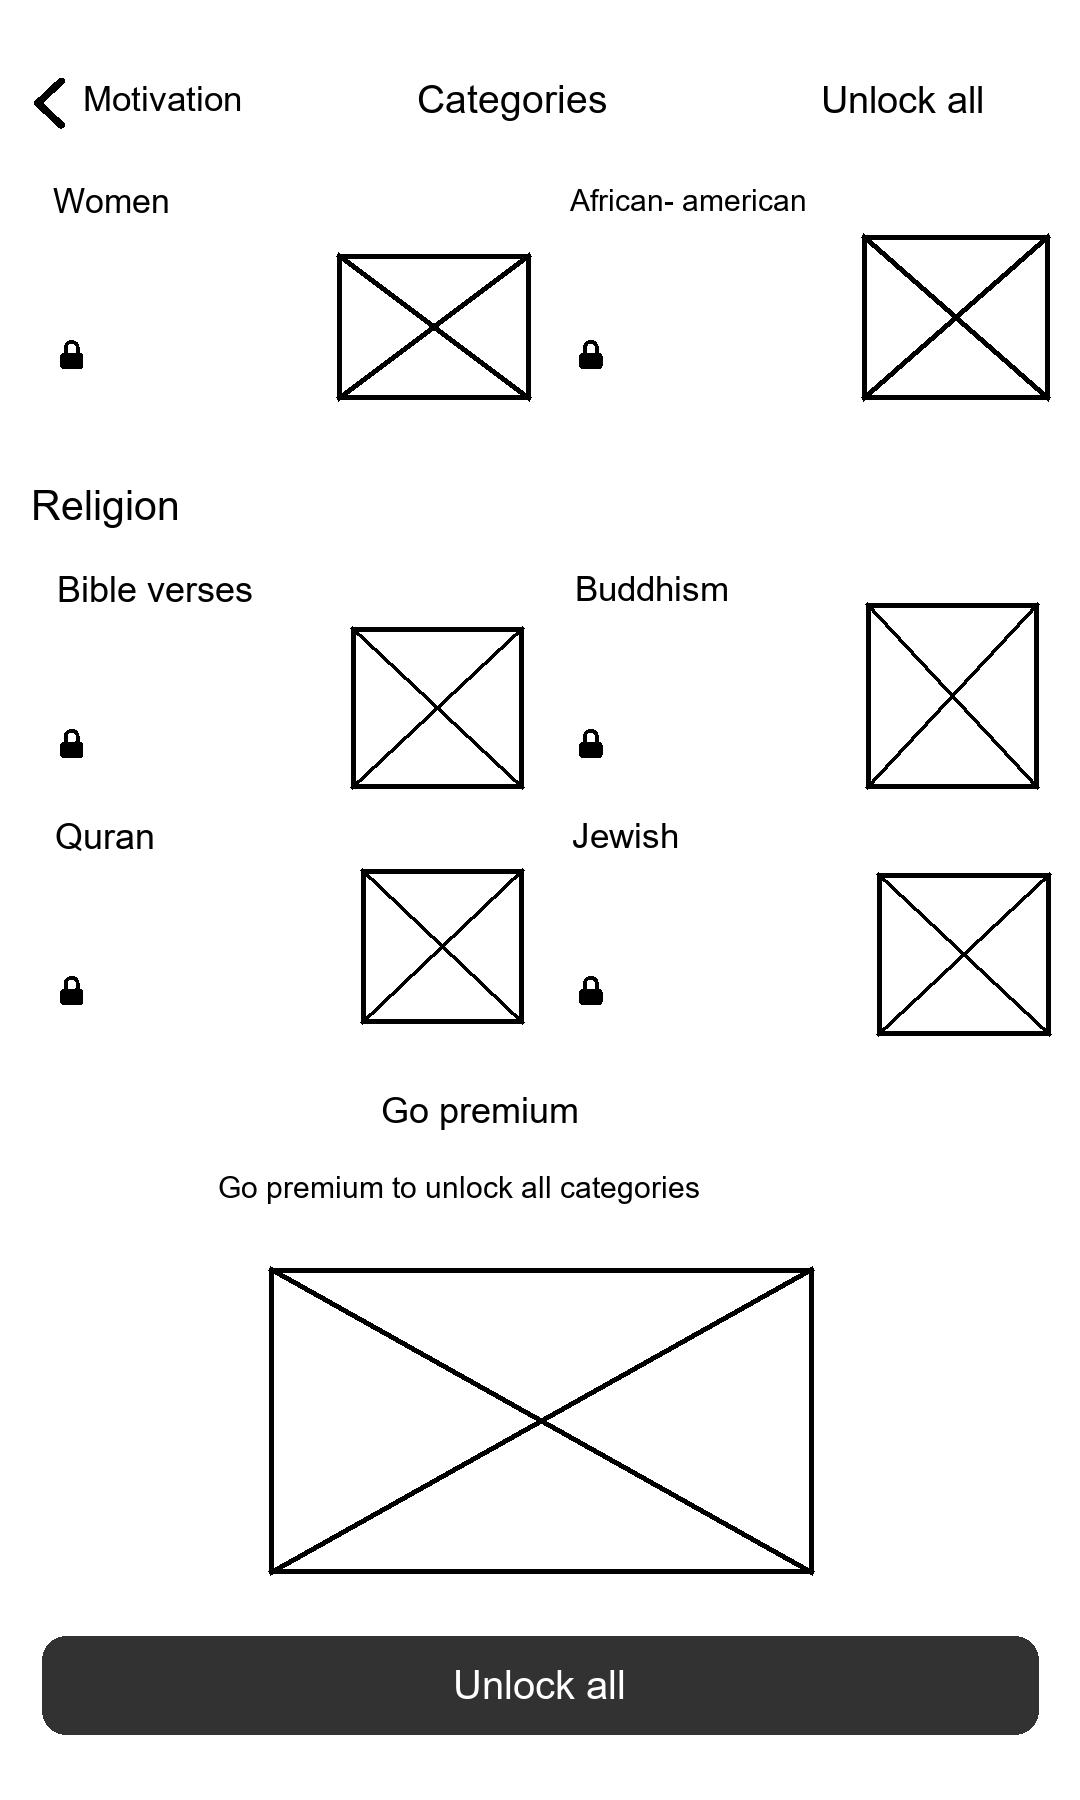 Motivation
Categories
Unlock all
Women
African- american
Religion
Bible verses
Buddhism
Quran
Jewish
Go premium
Go premium to unlock all categories
Unlock all